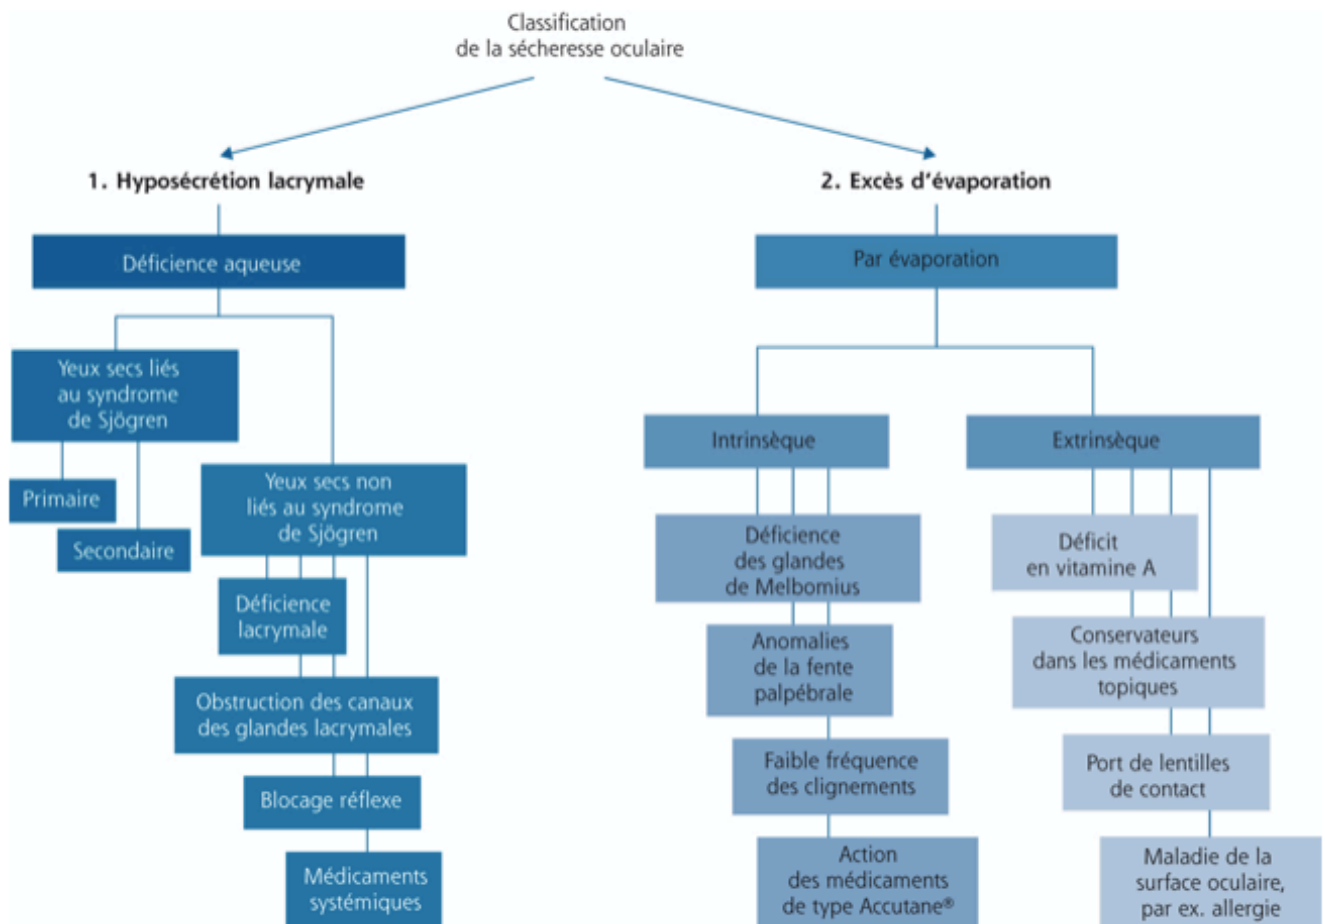 Classification
de la sécheresse oculaire
1. Hyposécrétion lacrymale
Déficience aqueuse
Yeux secs liés
au syndrome
de Sjögren
Primaire
Secondaire
Yeux secs non
liés au syndrome
de Sjögren
Déficience
lacrymale
Obstruction des canaux
des glandes lacrymales
Blocage réflexe
Médicaments
systémiques
2. Excès d'évaporation
Par évaporation
Intrinsèque
Déficience
des glandes
de Melbomius
Anomalies
de la fente
palpébrale
Faible fréquence
des clignements
Action
des médicaments
de type Accutane®
Extrinsèque
Déficit
en vitamine A
Conservateurs
dans les médicaments
topiques
Port de lentilles
de contact
Maladie de la
surface oculaire,
par ex. allergie